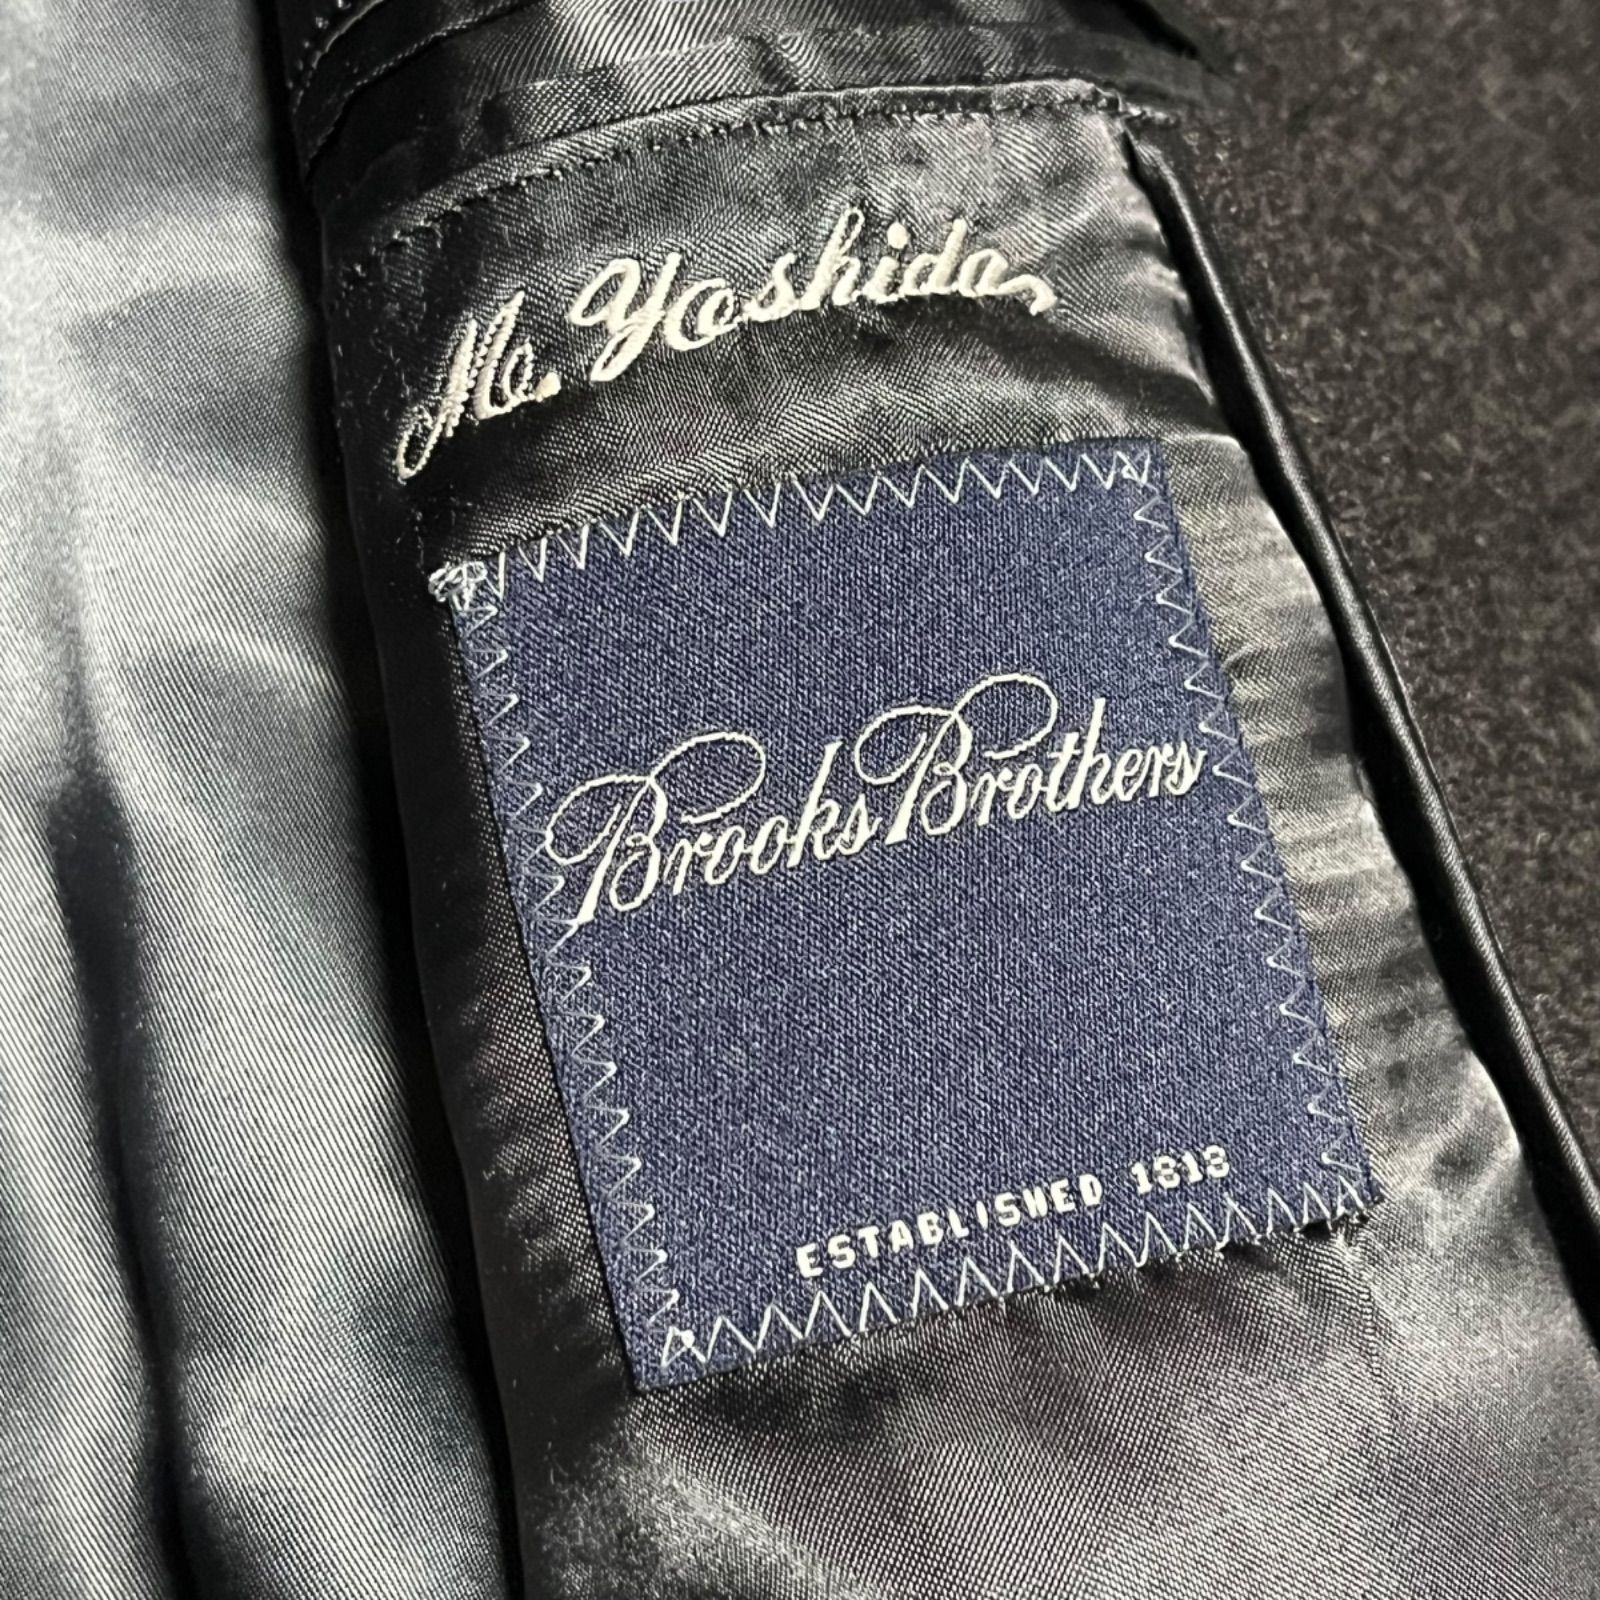 M. Yoshida
Brooks Brothers
ESTABLISHED 1818